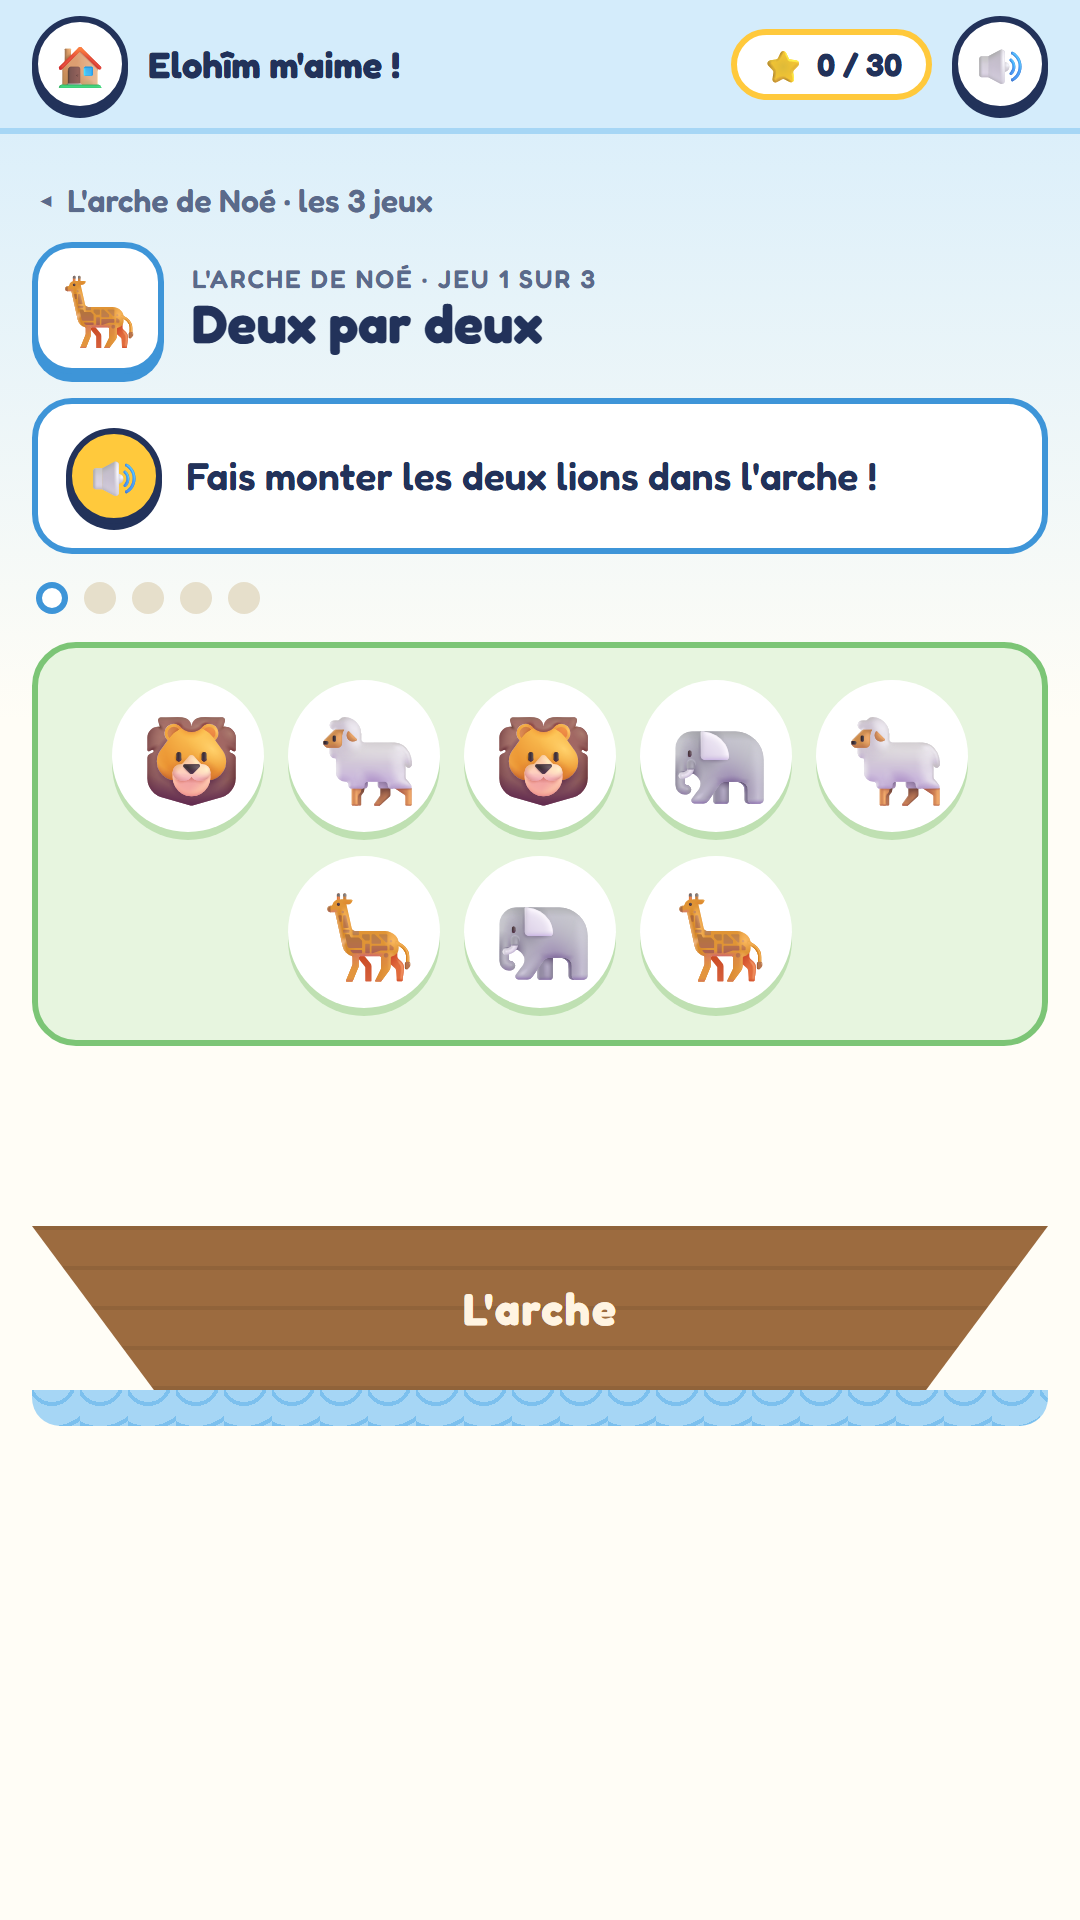 Elohîm m'aime !
0 / 30
L'arche de Noé · les 3 jeux
L'ARCHE DE NOÉ · JEU 1 SUR 3
Deux par deux
Fais monter les deux lions dans l'arche !
L'arche